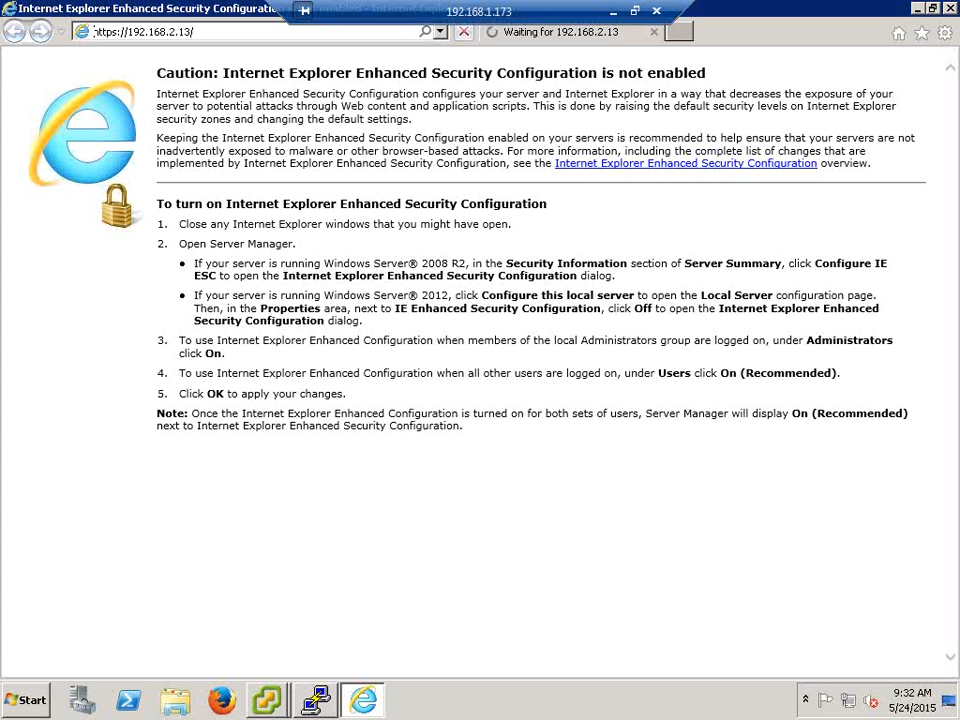 Internet Explorer Enhanced Security Configuratio
192.168.1.173
https://192.168.2.13/
Waiting for 192.168.2.13
Caution: Internet Explorer Enhanced Security Configuration is not enabled
Internet Explorer Enhanced Security Configuration configures your server and Internet Explorer in a way that decreases the exposure of your
server to potential attacks through Web content and application scripts. This is done by raising the default security levels on Internet Explorer
security zones and changing the default settings.
Keeping the Internet Explorer Enhanced Security Configuration enabled on your servers is recommended to help ensure that your servers are not
inadvertently exposed to malware or other browser-based attacks. For more information, including the complete list of changes that are
implemented by Internet Explorer Enhanced Security Configuration, see the Internet Explorer Enhanced Security Configuration overview.
To turn on Internet Explorer Enhanced Security Configuration
1. Close any Internet Explorer windows that you might have open.
2. Open Server Manager.
• If your server is running Windows Server® 2008 R2, in the Security Information section of Server Summary, click Configure IE
ESC to open the Internet Explorer Enhanced Security Configuration dialog.
• If your server is running Windows Server® 2012, click Configure this local server to open the Local Server configuration page.
Then, in the Properties area, next to IE Enhanced Security Configuration, click Off to open the Internet Explorer Enhanced
Security Configuration dialog.
3. To use Internet Explorer Enhanced Configuration when members of the local Administrators group are logged on, under Administrators
click On.
4. To use Internet Explorer Enhanced Configuration when all other users are logged on, under Users click On (Recommended).
5. Click OK to apply your changes.
Note: Once the Internet Explorer Enhanced Configuration is turned on for both sets of users, Server Manager will display On (Recommended)
next to Internet Explorer Enhanced Security Configuration.
Start
9:32 AM
5/24/2015